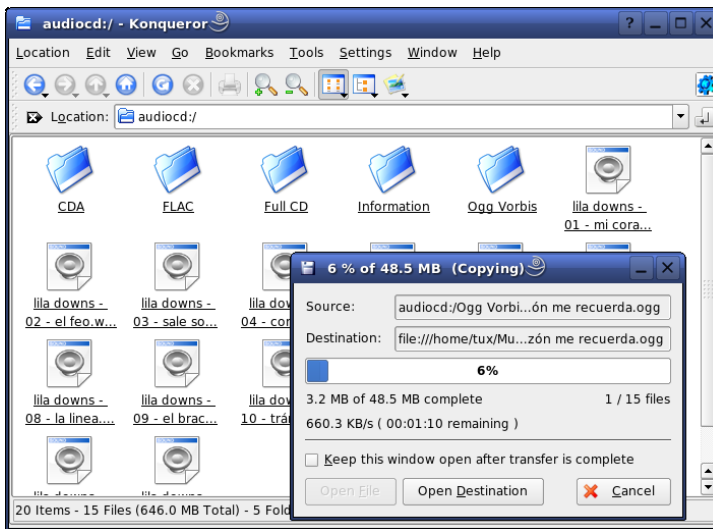 audiocd:/ - Konqueror
Location Edit View Go Bookmarks Tools Settings Window Help
Location: audiocd:/
CDA FLAC Full CD Information Ogg Vorbis lila downs -
01 - mi cora...
lila downs - lila downs - lila dow
02 - el feo.w... 03 - sale so... 04 - cor
lila downs - lila downs - lila dow
08 - la linea.... 09 - el brac... 10 - trán
20 Items - 15 Files (646.0 MB Total) - 5 Fold
6 % of 48.5 MB (Copying)
Source: audiocd:/Ogg Vorbi...ón me recuerda.ogg
Destination: file:///home/tux/Mu...zón me recuerda.ogg
6%
3.2 MB of 48.5 MB complete 1 / 15 files
660.3 KB/s ( 00:01:10 remaining )
Keep this window open after transfer is complete
Open File Open Destination Cancel